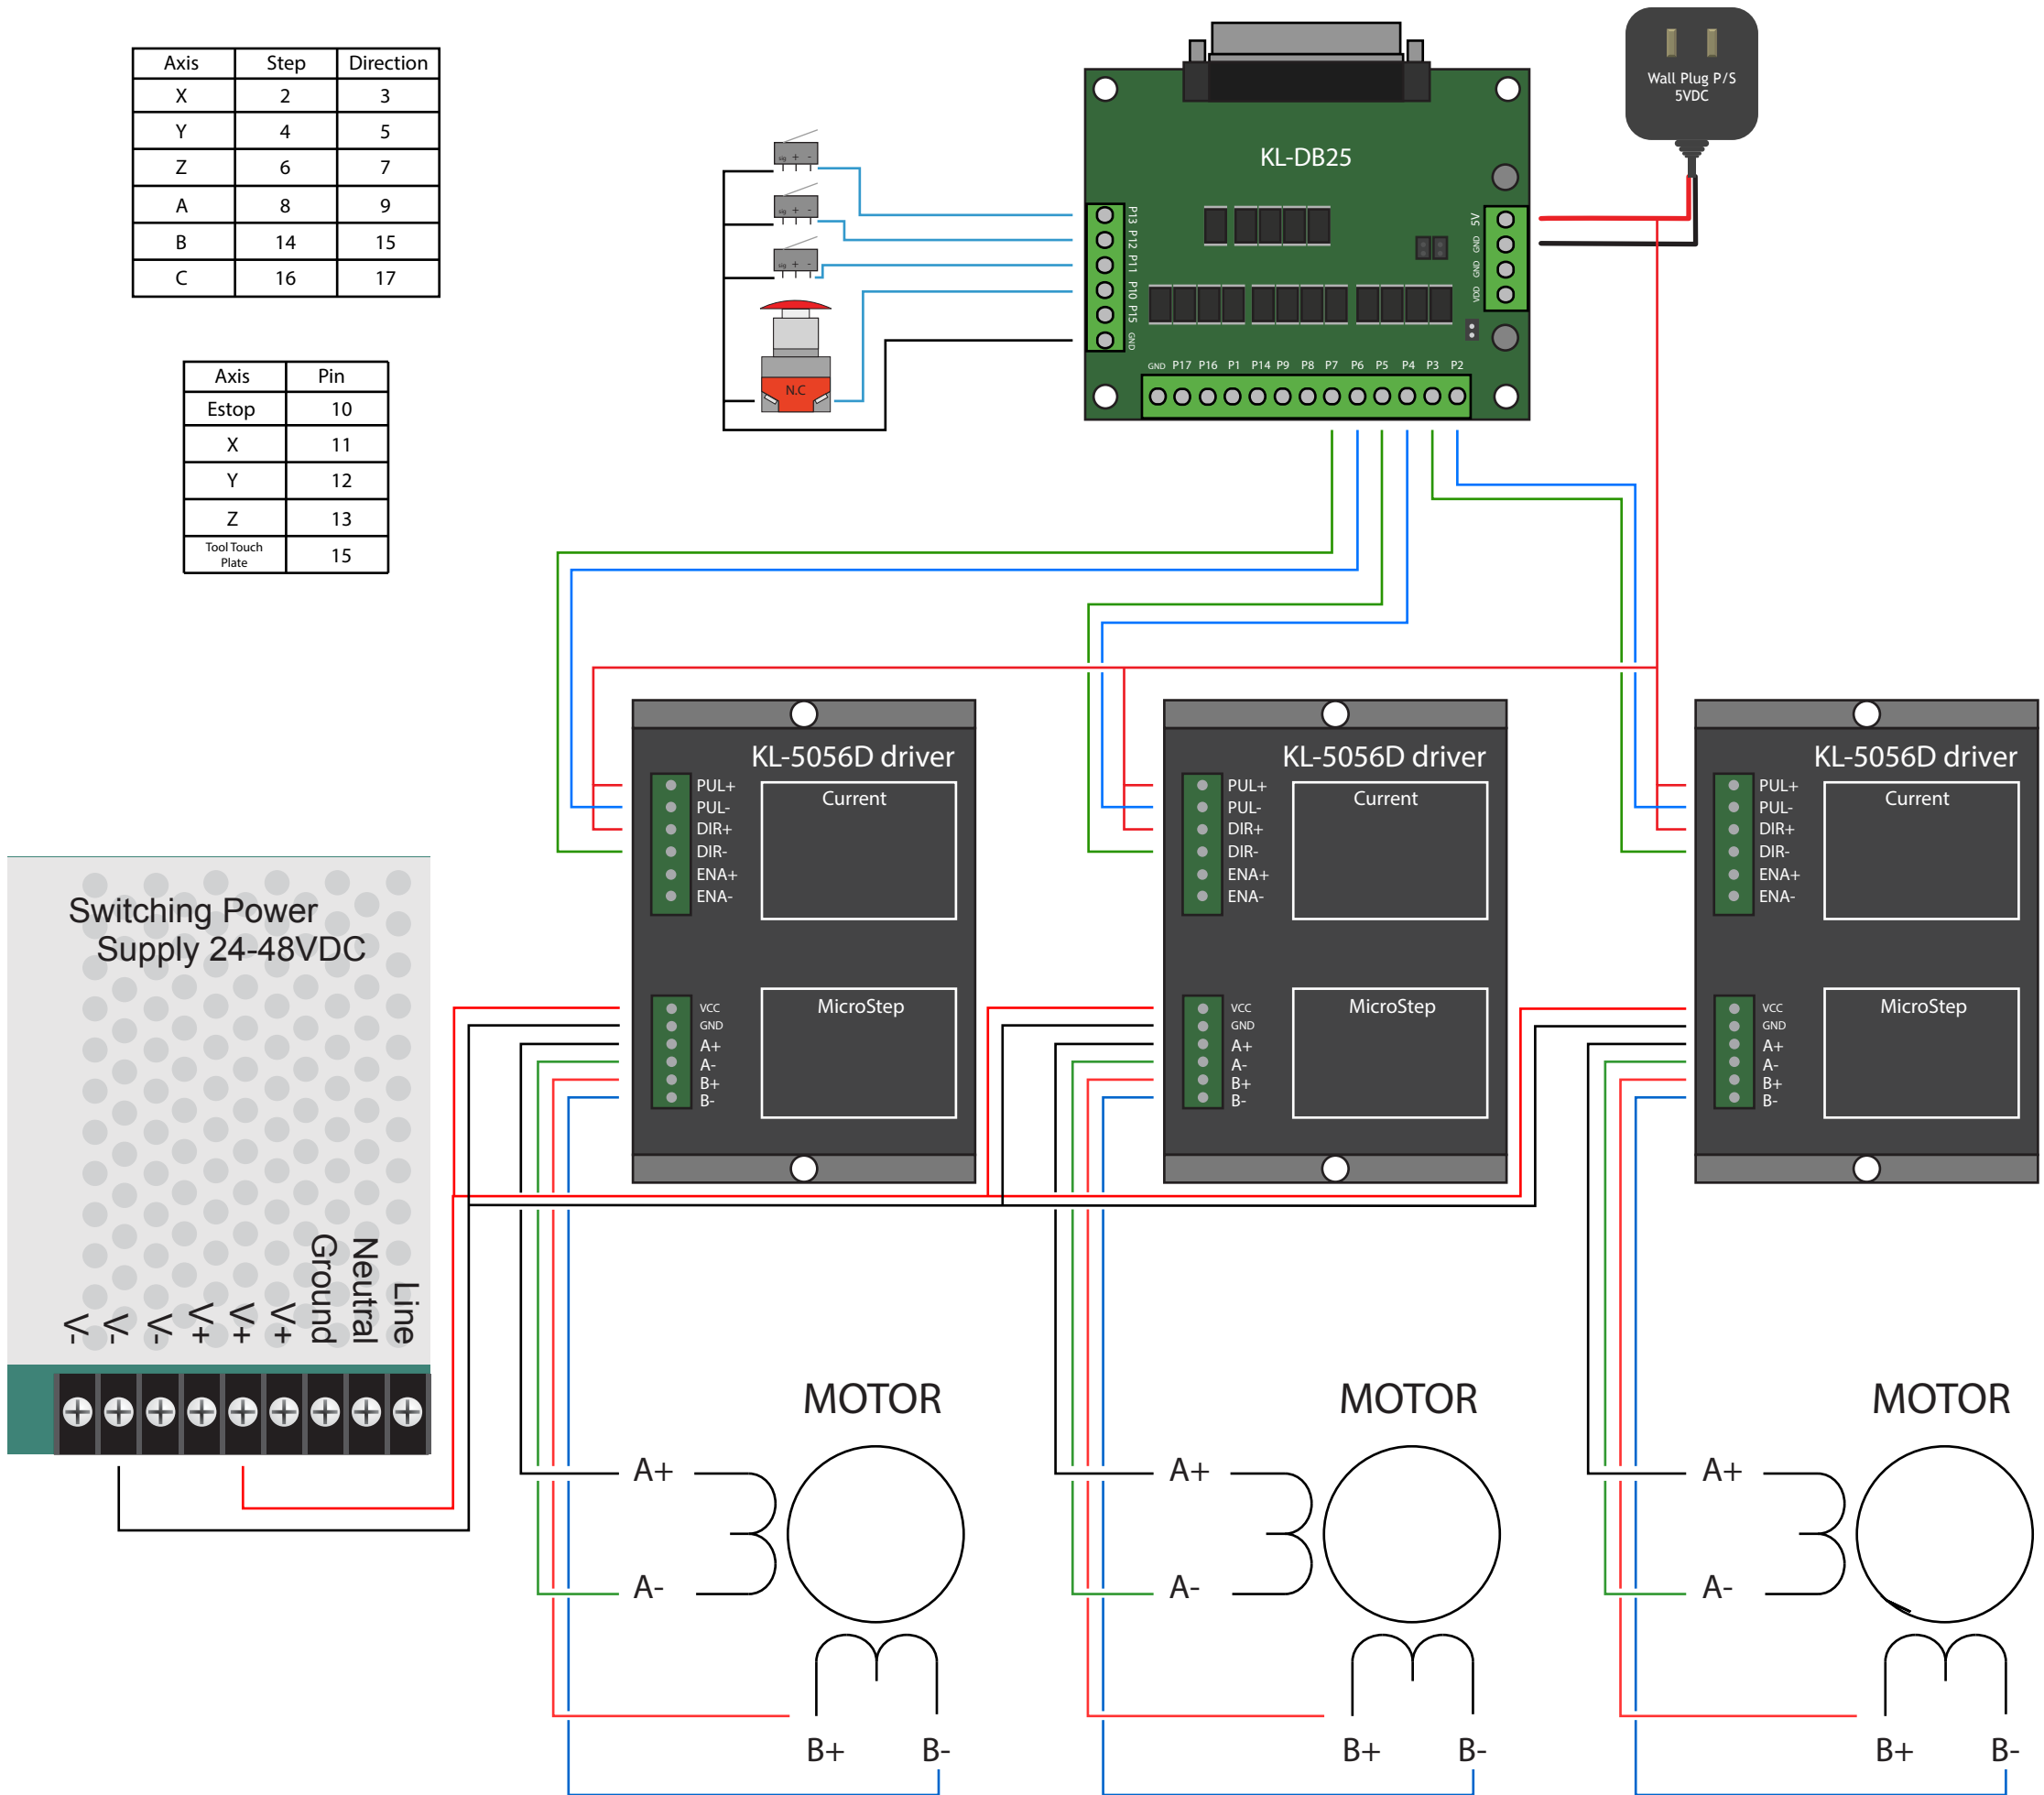 Axis Step Direction
X 2 3
Y 4 5
Z 6 7
A 8 9
B 14 15
C 16 17
Axis Pin
Estop 10
X 11
Y 12
Z 13
Tool Touch
Plate
15
sig + -
sig + -
sig + -
N.C
KL-DB25
P13 P12 P11 P10 P15 GND
5V GND GND VDD
GND P17 P16 P1 P14 P9 P8 P7 P6 P5 P4 P3 P2
Wall Plug P/S
5VDC
KL-5056D driver
Current
PUL+
PUL-
DIR+
DIR-
ENA+
ENA-
MicroStep
VCC
GND
A+
A-
B+
B-
KL-5056D driver
Current
PUL+
PUL-
DIR+
DIR-
ENA+
ENA-
MicroStep
VCC
GND
A+
A-
B+
B-
KL-5056D driver
Current
PUL+
PUL-
DIR+
DIR-
ENA+
ENA-
MicroStep
VCC
GND
A+
A-
B+
B-
Switching Power
Supply 24-48VDC
V- V- V- V+ V+ V+ Ground Neutral Line
MOTOR
A+
A-
B+ B-
MOTOR
A+
A-
B+ B-
MOTOR
A+
A-
B+ B-